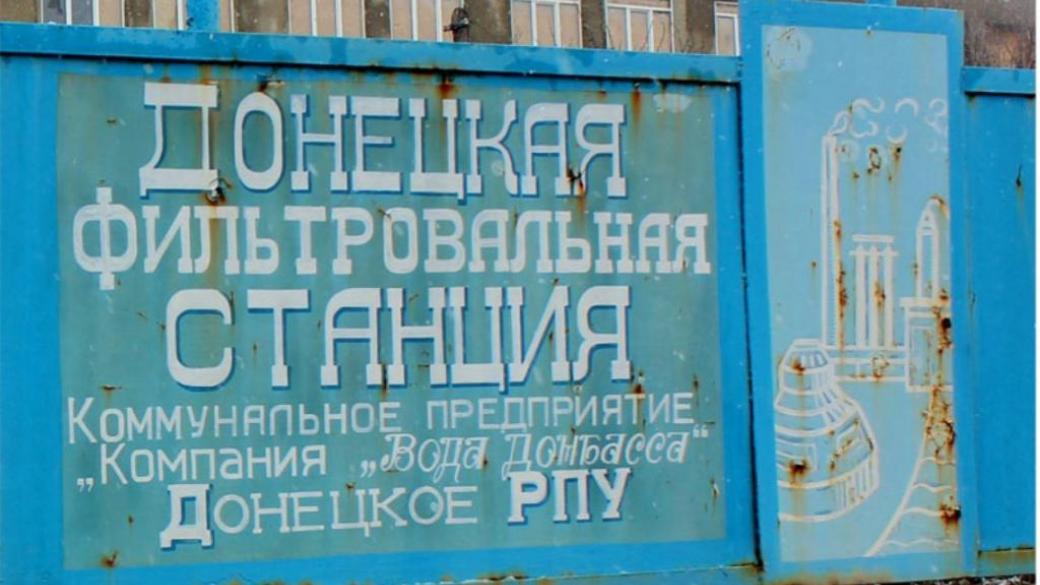 ДОНЕЦКАЯ
ФИЛЬТРОВАЛЬНАЯ
СТАНЦИЯ
КОММУНАЛЬНОЕ ПРЕДПРИЯТИЕ
„КОМПАНИЯ „Вода Донбасса“
ДОНЕЦКОЕ РПУ